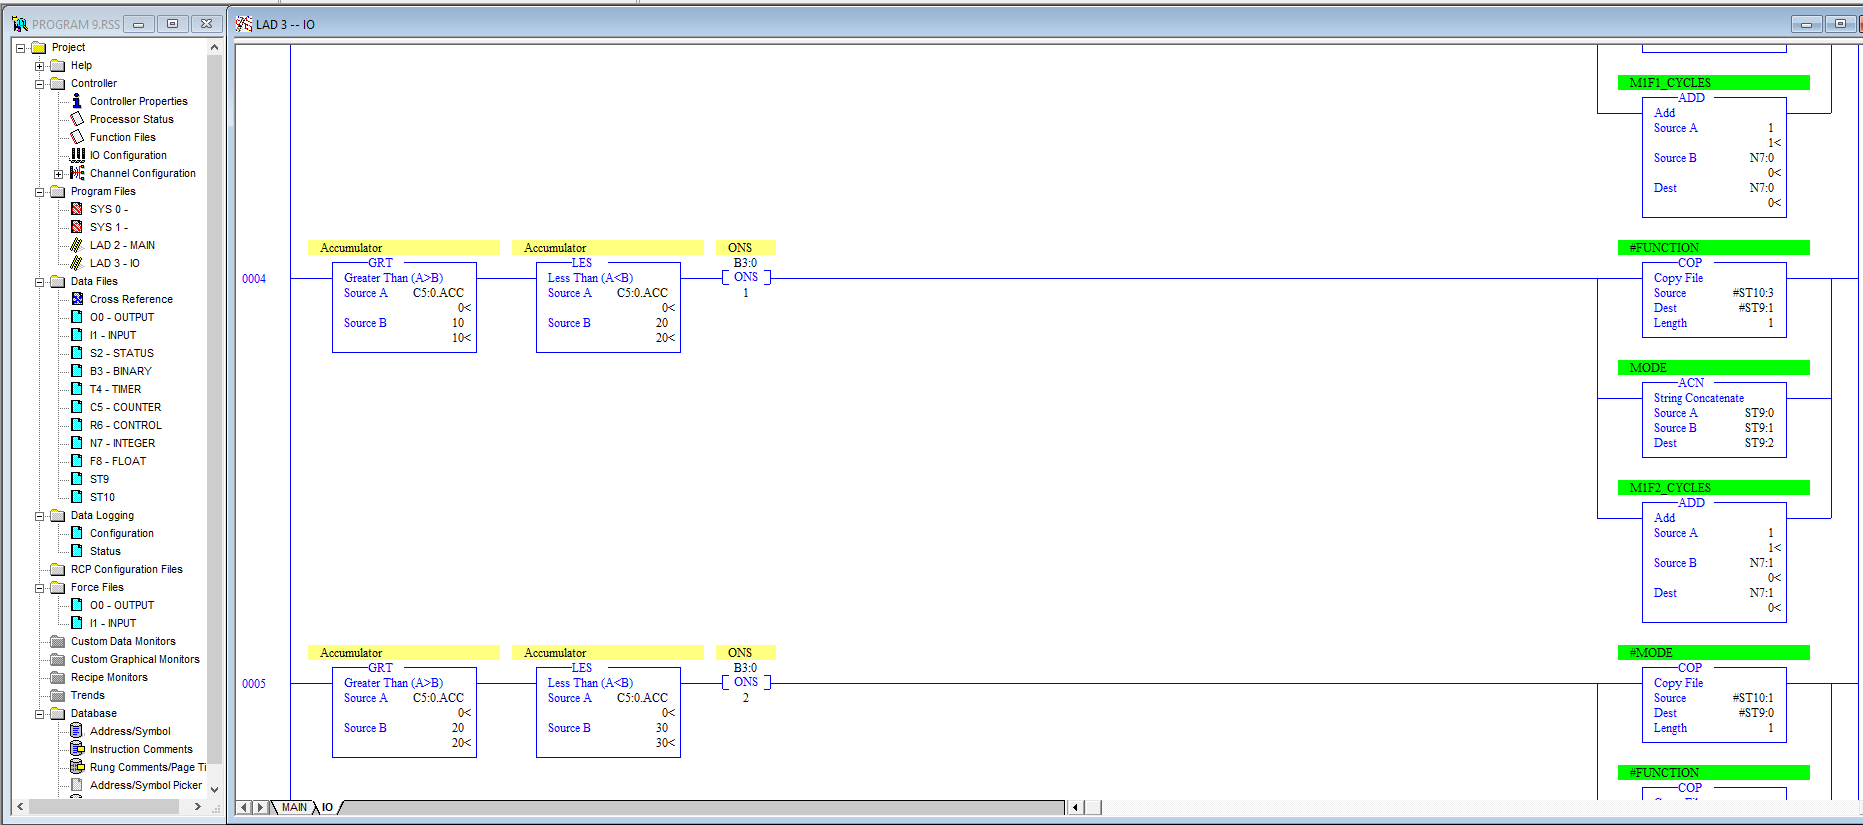 PROGRAM 9.RSS
Project
Help
Controller
Controller Properties
Processor Status
Function Files
IO Configuration
Channel Configuration
Program Files
SYS 0 -
SYS 1 -
LAD 2 - MAIN
LAD 3 - IO
Data Files
Cross Reference
O0 - OUTPUT
I1 - INPUT
S2 - STATUS
B3 - BINARY
T4 - TIMER
C5 - COUNTER
R6 - CONTROL
N7 - INTEGER
F8 - FLOAT
ST9
ST10
Data Logging
Configuration
Status
RCP Configuration Files
Force Files
O0 - OUTPUT
I1 - INPUT
Custom Data Monitors
Custom Graphical Monitors
Recipe Monitors
Trends
Database
Address/Symbol
Instruction Comments
Rung Comments/Page Ti
Address/Symbol Picker
LAD 3 -- IO
M1F1_CYCLES
ADD
Add
Source A 1
1<
Source B N7:0
0<
Dest N7:0
0<
0004
Accumulator
GRT
Greater Than (A>B)
Source A C5:0.ACC
0<
Source B 10
10<
Accumulator
LES
Less Than (A<B)
Source A C5:0.ACC
0<
Source B 20
20<
ONS
B3:0
ONS
1
#FUNCTION
COP
Copy File
Source #ST10:3
Dest #ST9:1
Length 1
MODE
ACN
String Concatenate
Source A ST9:0
Source B ST9:1
Dest ST9:2
M1F2_CYCLES
ADD
Add
Source A 1
1<
Source B N7:1
0<
Dest N7:1
0<
0005
Accumulator
GRT
Greater Than (A>B)
Source A C5:0.ACC
0<
Source B 20
20<
Accumulator
LES
Less Than (A<B)
Source A C5:0.ACC
0<
Source B 30
30<
ONS
B3:0
ONS
2
#MODE
COP
Copy File
Source #ST10:1
Dest #ST9:0
Length 1
#FUNCTION
COP
MAIN
IO